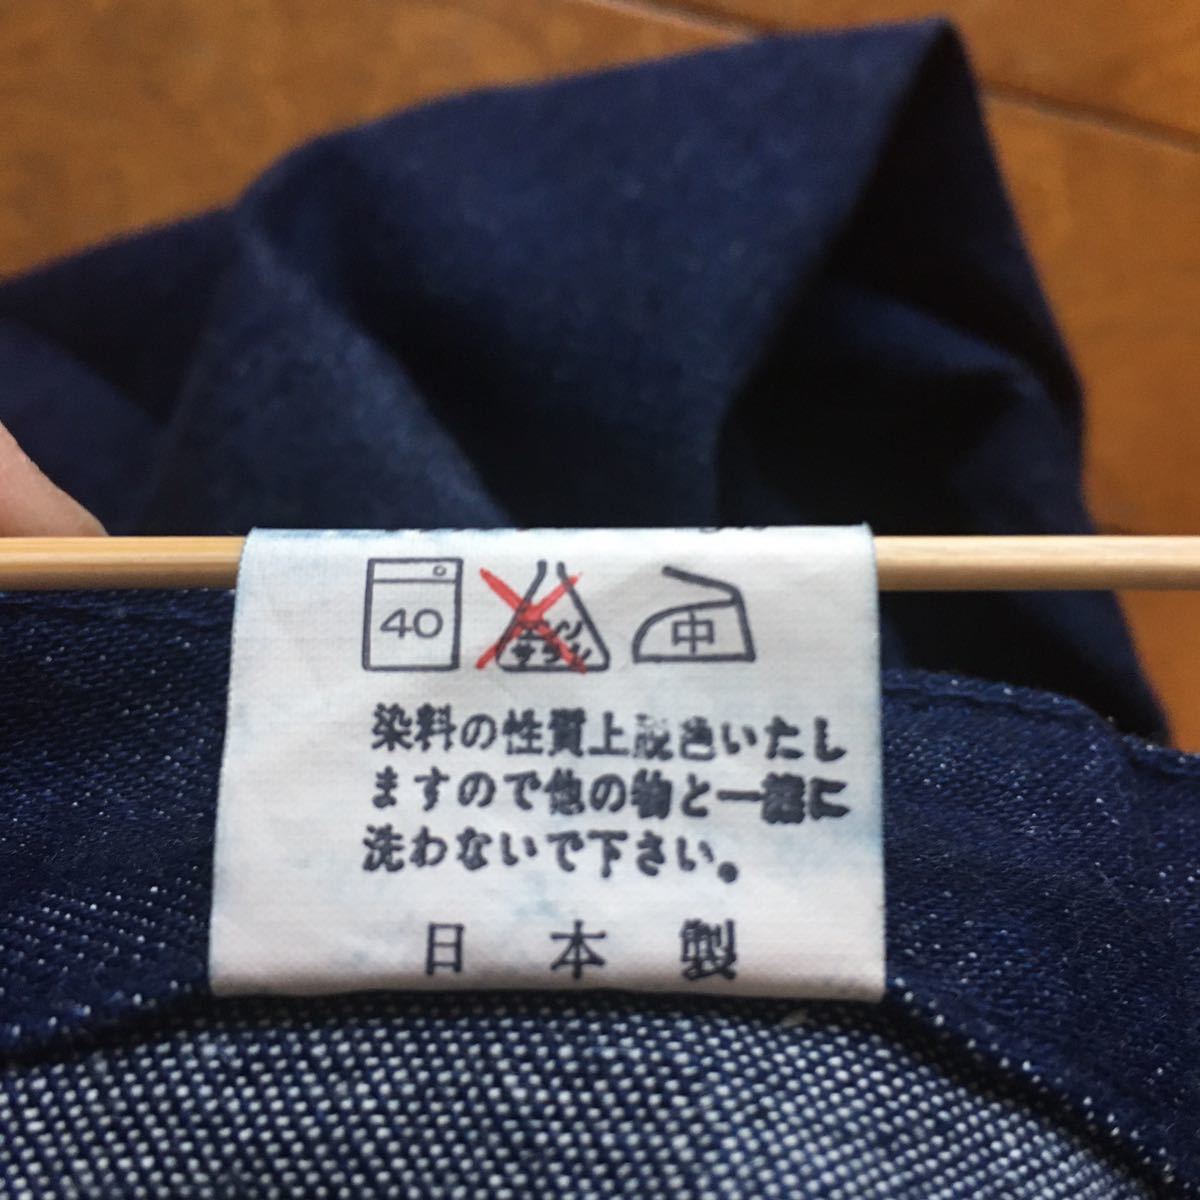 40
エンソ
サラシ
中
染料の性質上脱色いたし
ますので他の物と一諸に
洗わないで下さい。
日本製